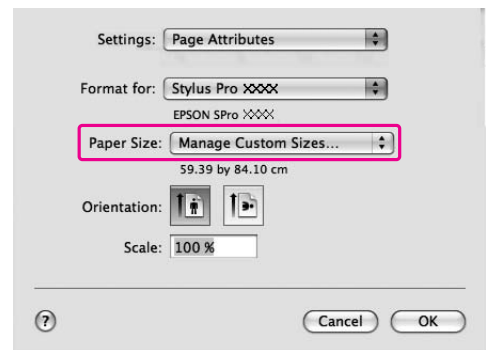 Settings: Page Attributes
Format for: Stylus Pro XXXX
EPSON SPro XXXX
Paper Size: Manage Custom Sizes...
59.39 by 84.10 cm
Orientation:
Scale: 100 %
? Cancel OK